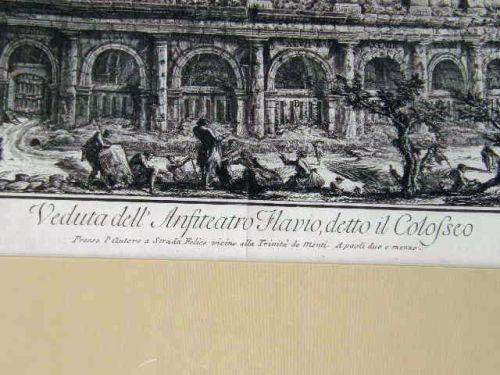 Veduta dell' Anfiteatro Flavio, detto il Colosseo
Presso l'Autore a Strada Felice vicino alla Trinità de Monti. A paoli due e mezzo.